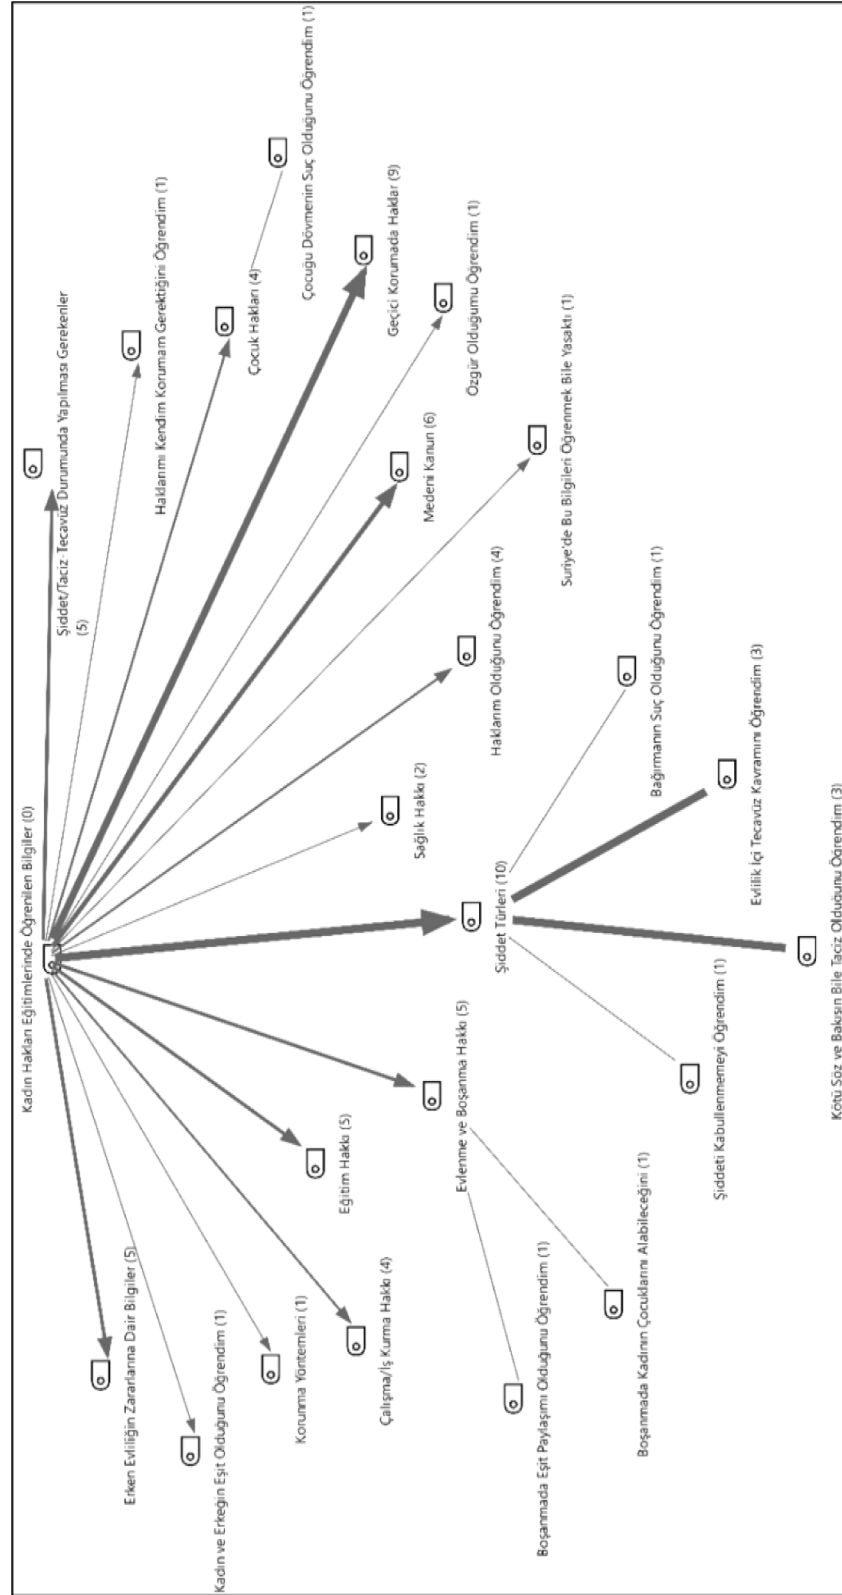 Kadın Hakları Eğitimlerinde Öğrenilen Bilgiler (0)
Erken Evliliğin Zararlarına Dair Bilgiler (5)
Kadın ve Erkeğin Eşit Olduğunu Öğrendim (1)
Korunma Yöntemleri (1)
Çalışma/İş Kurma Hakkı (4)
Eğitim Hakkı (5)
Evlenme ve Boşanma Hakkı (5)
Boşanmada Eşit Paylaşımı Olduğunu Öğrendim (1)
Boşanmada Kadının Çocuklarını Alabileceğini (1)
Şiddet Türleri (10)
Şiddeti Kabullenmemeyi Öğrendim (1)
Kötü Söz ve Bakışın Bile Taciz Olduğunu Öğrendim (3)
Evlilik İçi Tecavüz Kavramını Öğrendim (3)
Bağırmanın Suç Olduğunu Öğrendim (1)
Sağlık Hakkı (2)
Haklarım Olduğunu Öğrendim (4)
Suriye'de Bu Bilgileri Öğrenmek Bile Yasaktı (1)
Medeni Kanun (6)
Özgür Olduğumu Öğrendim (1)
Geçici Korumada Haklar (9)
Çocuk Hakları (4)
Çocuğu Dövmenin Suç Olduğunu Öğrendim (1)
Haklarımı Kendim Korumam Gerektiğini Öğrendim (1)
Şiddet/Taciz-Tecavüz Durumunda Yapılması Gerekenler
(5)